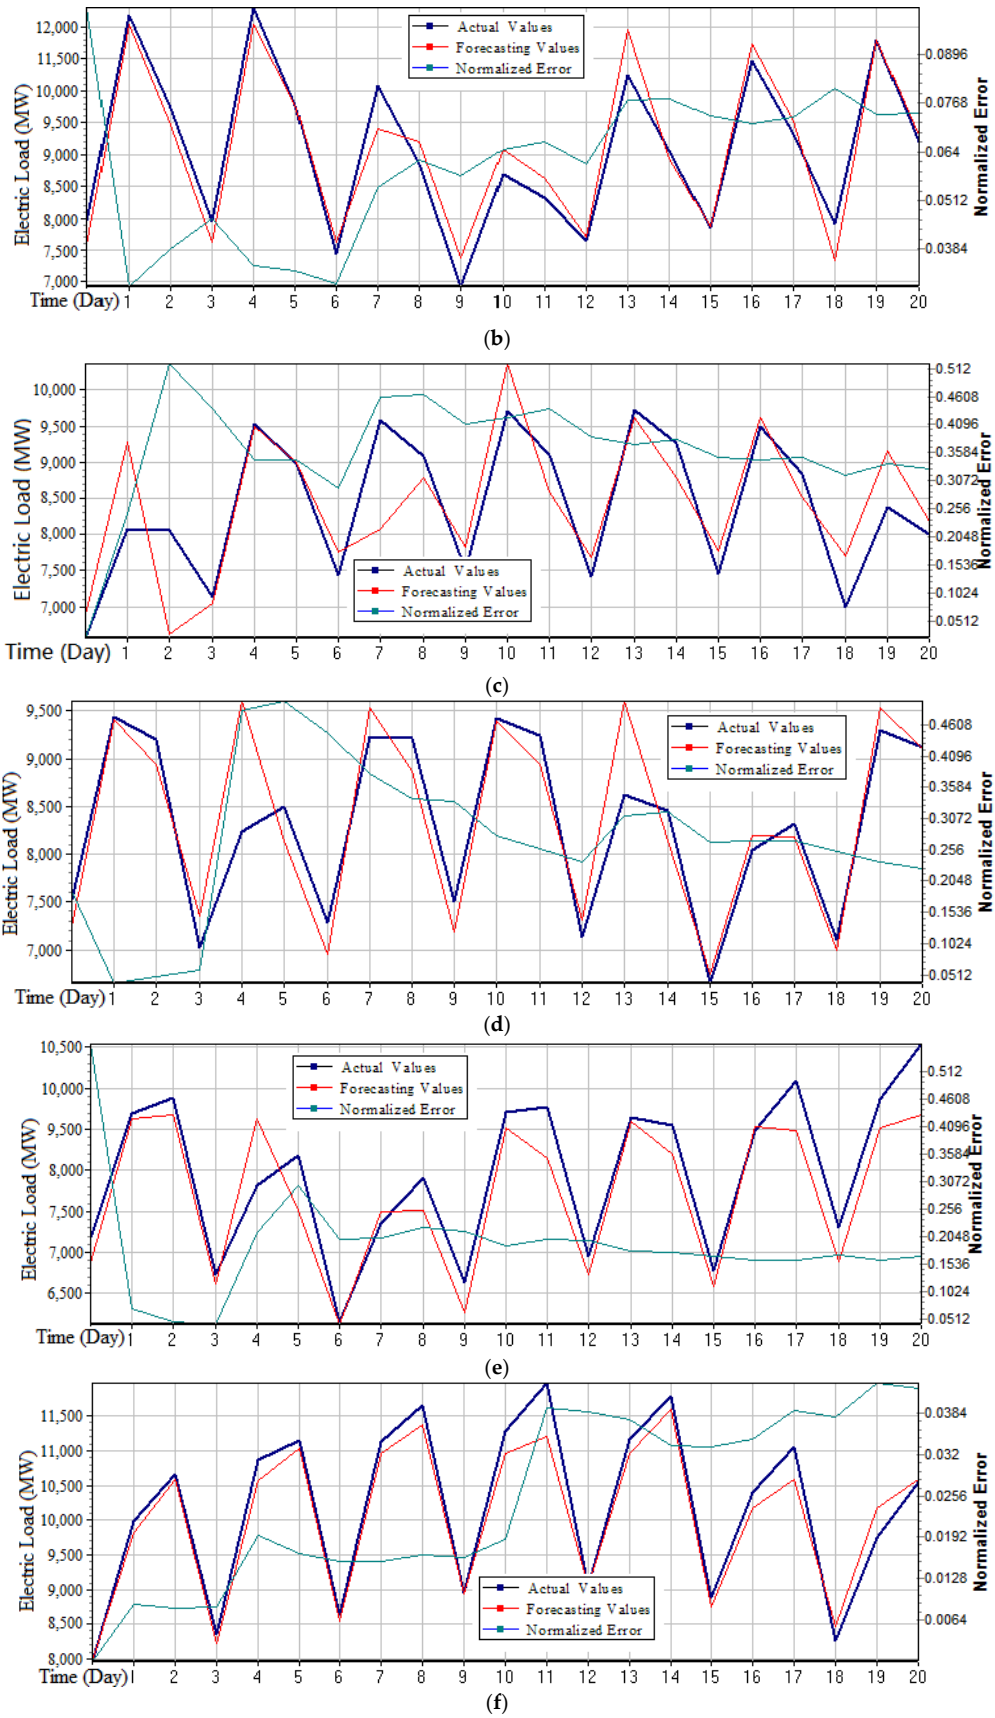 12,000
11,500
10,000
9,500
9,000
8,500
8,000
7,500
7,000
Electric Load (MW)
Actual Values
Forecasting Values
Normalized Error
0.0896
0.0768
0.064
0.0512
0.0384
Normalized Error
Time (Day) 1 2 3 4 5 6 7 8 9 10 11 12 13 14 15 16 17 18 19 20
(b)
10,000
9,500
9,000
8,500
8,000
7,500
7,000
Electric Load (MW)
Actual Values
Forecasting Values
Normalized Error
0.512
0.4608
0.4096
0.3584
0.3072
0.256
0.2048
0.1536
0.1024
0.0512
Normalized Error
Time (Day) 1 2 3 4 5 6 7 8 9 10 11 12 13 14 15 16 17 18 19 20
(c)
9,500
9,000
8,500
8,000
7,500
7,000
Electric Load (MW)
Actual Values
Forecasting Values
Normalized Error
0.4608
0.4096
0.3584
0.3072
0.256
0.2048
0.1536
0.1024
0.0512
Normalized Error
Time (Day) 1 2 3 4 5 6 7 8 9 10 11 12 13 14 15 16 17 18 19 20
(d)
10,500
10,000
9,500
8,000
7,500
7,000
6,500
Electric Load (MW)
Actual Values
Forecasting Values
Normalized Error
0.512
0.4608
0.4096
0.3584
0.3072
0.256
0.2048
0.1536
0.1024
0.0512
Normalized Error
Time (Day) 1 2 3 4 5 6 7 8 9 10 11 12 13 14 15 16 17 18 19 20
(e)
11,500
11,000
10,500
10,000
9,500
9,000
8,500
8,000
Electric Load (MW)
Actual Values
Forecasting Values
Normalized Error
0.0384
0.032
0.0256
0.0192
0.0128
0.0064
Normalized Error
Time (Day) 1 2 3 4 5 6 7 8 9 10 11 12 13 14 15 16 17 18 19 20
(f)